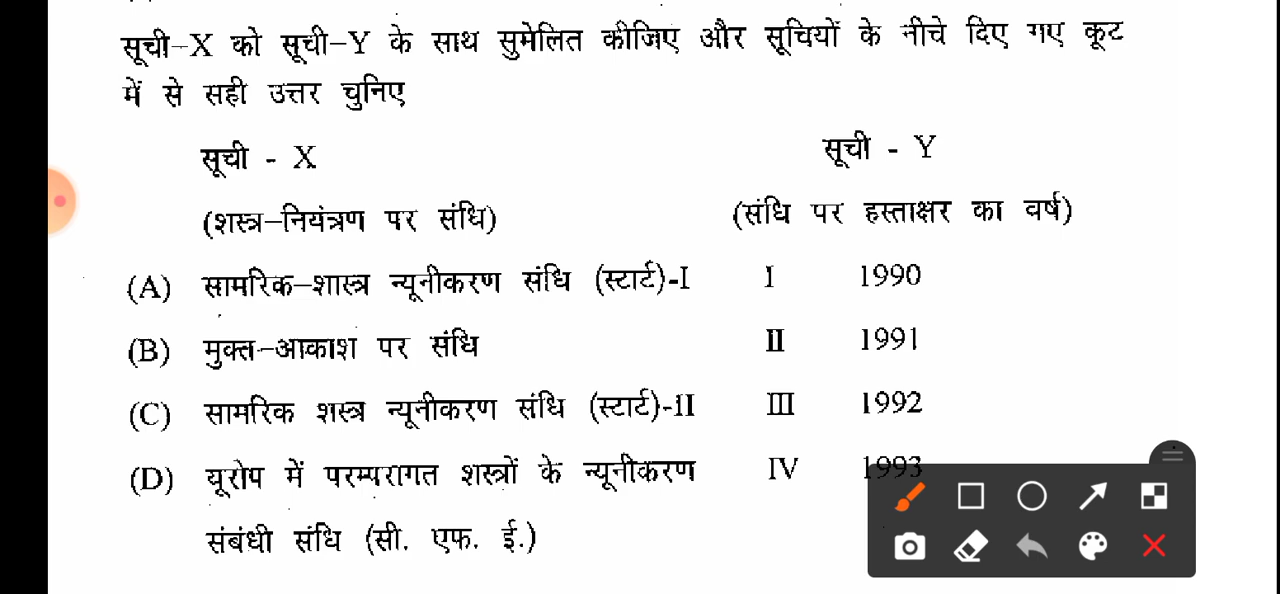 सूची-X को सूची-Y के साथ सुमेलित कीजिए और सूचियों के नीचे दिए गए कूट
में से सही उत्तर चुनिए
सूची - X सूची - Y
(शस्त्र-नियंत्रण पर संधि) (संधि पर हस्ताक्षर का वर्ष)
(A) सामरिक-शास्त्र न्यूनीकरण संधि (स्टार्ट)-I I 1990
(B) मुक्त-आकाश पर संधि II 1991
(C) सामरिक शस्त्र न्यूनीकरण संधि (स्टार्ट)-II III 1992
(D) यूरोप में परम्परागत शस्त्रों के न्यूनीकरण IV 1993
संबंधी संधि (सी. एफ. ई.)